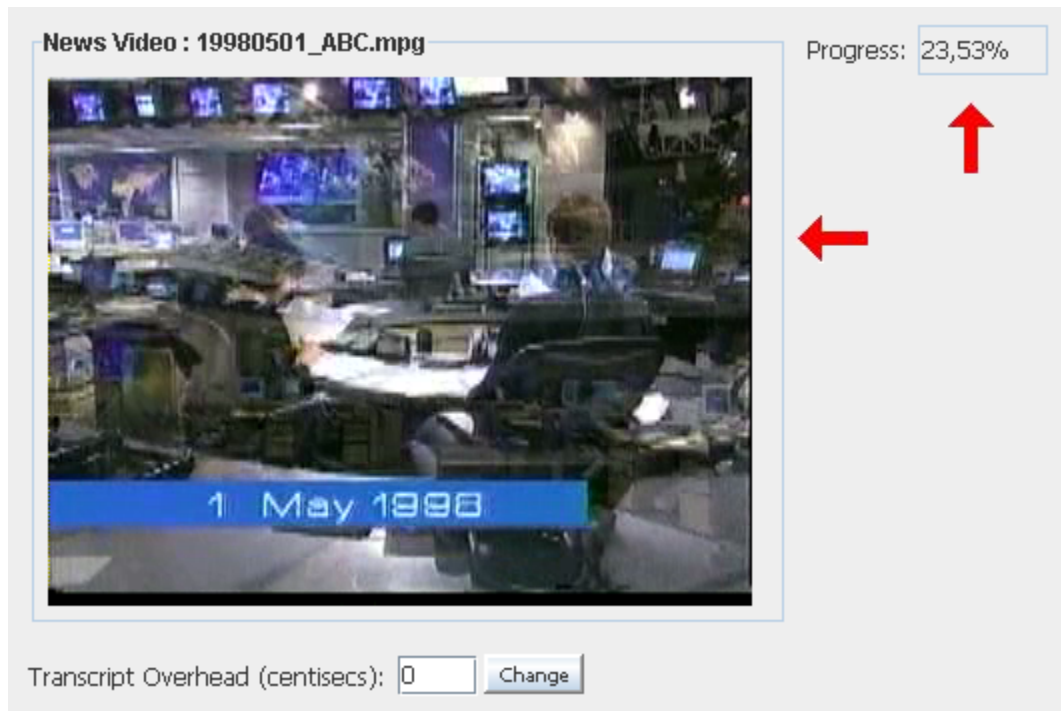 News Video : 19980501_ABC.mpg
Progress: 23,53%
1 May 1998
Transcript Overhead (centisecs): 0 Change